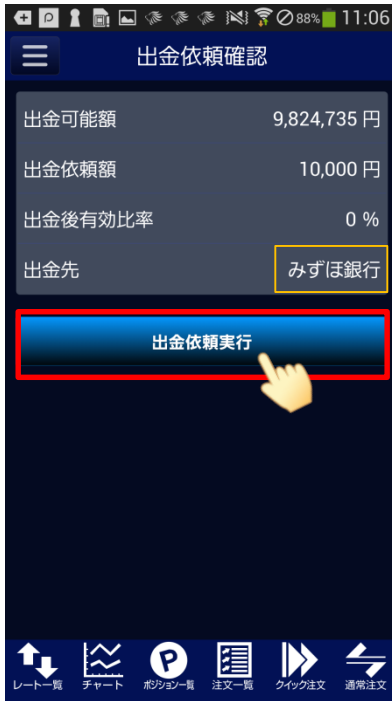 88% 11:06
出金依頼確認
出金可能額 9,824,735 円
出金依頼額 10,000 円
出金後有効比率 0 %
出金先 みずほ銀行
出金依頼実行
レート一覧 チャート ポジション一覧 注文一覧 クイック注文 通常注文